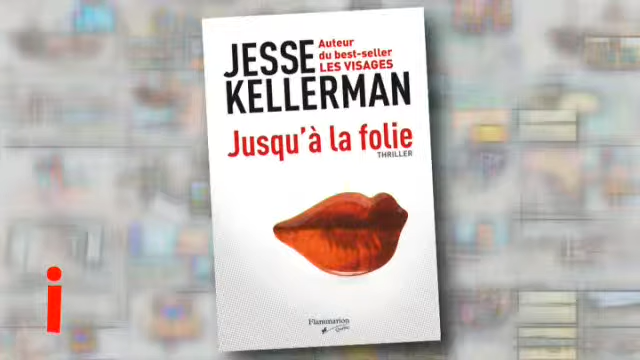 JESSE
Auteur
du best-seller
LES VISAGES
KELLERMAN
Jusqu'à la folie
THRILLER
Flammarion
i